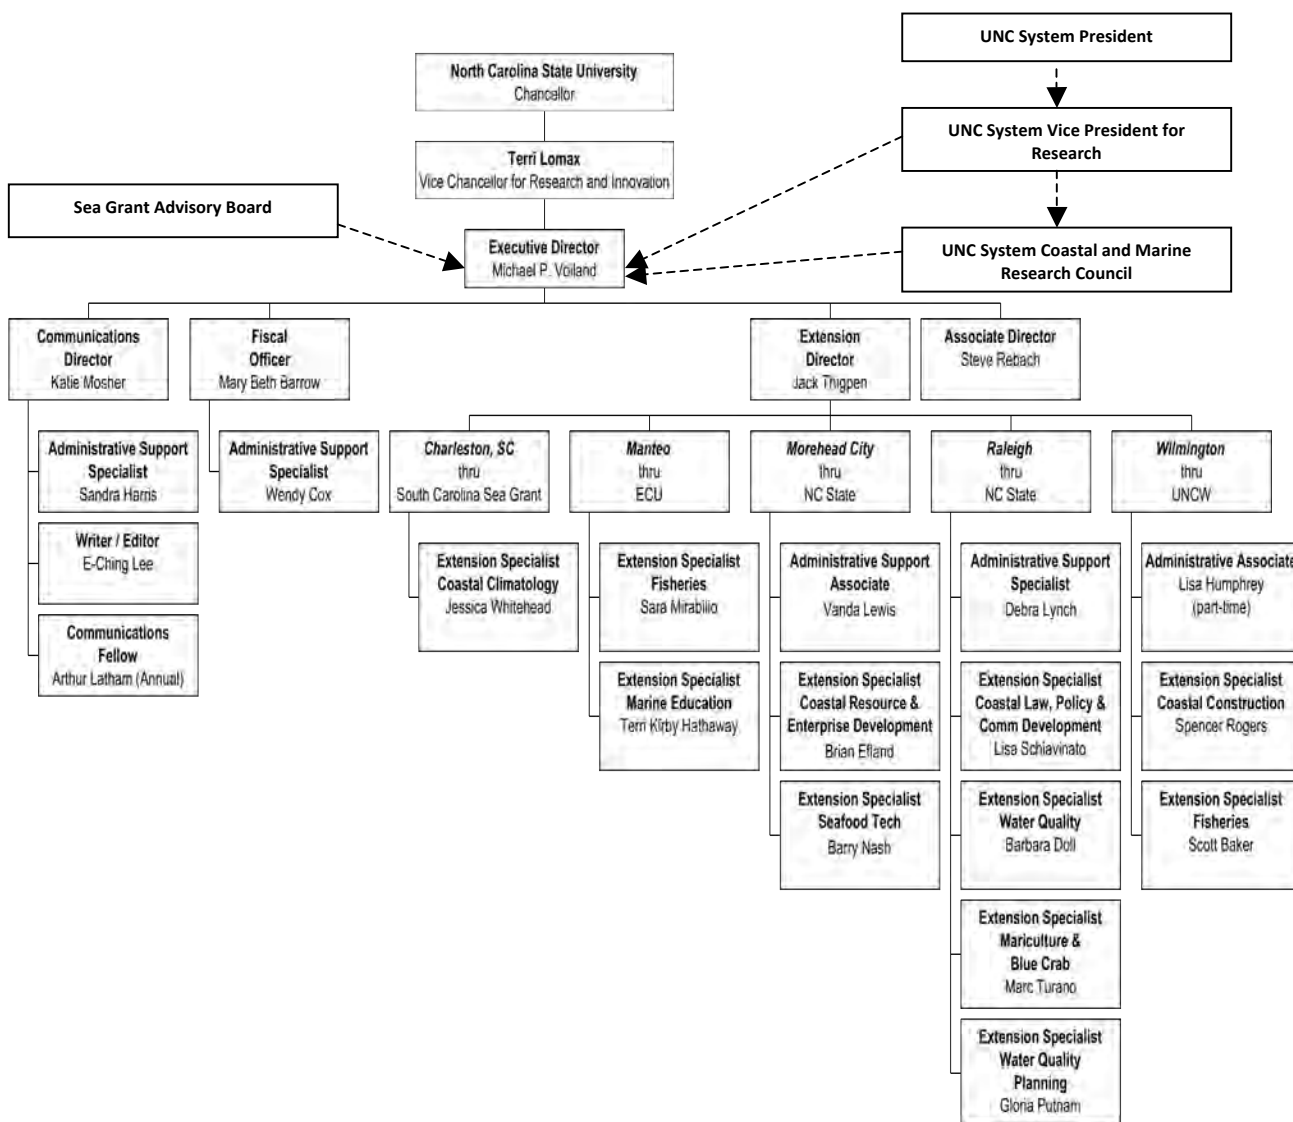 UNC System President
North Carolina State University
Chancellor
UNC System Vice President for
Research
Terri Lomax
Vice Chancellor for Research and Innovation
Sea Grant Advisory Board
Executive Director
Michael P. Voiland
UNC System Coastal and Marine
Research Council
Communications
Director
Katie Mosher
Fiscal
Officer
Mary Beth Barrow
Extension
Director
Jack Thigpen
Associate Director
Steve Rebach
Administrative Support
Specialist
Sandra Harris
Writer / Editor
E-Ching Lee
Communications
Fellow
Arthur Latham (Annual)
Administrative Support
Specialist
Wendy Cox
Charleston, SC
thru
South Carolina Sea Grant
Extension Specialist
Coastal Climatology
Jessica Whitehead
Manteo
thru
ECU
Extension Specialist
Fisheries
Sara Mirabilio
Extension Specialist
Marine Education
Terri Kirby Hathaway
Morehead City
thru
NC State
Administrative Support
Associate
Vanda Lewis
Extension Specialist
Coastal Resource &
Enterprise Development
Brian Efland
Extension Specialist
Seafood Tech
Barry Nash
Raleigh
thru
NC State
Administrative Support
Specialist
Debra Lynch
Extension Specialist
Coastal Law, Policy &
Comm Development
Lisa Schiavinato
Extension Specialist
Water Quality
Barbara Doll
Extension Specialist
Mariculture &
Blue Crab
Marc Turano
Extension Specialist
Water Quality
Planning
Gloria Putnam
Wilmington
thru
UNCW
Administrative Associate
Lisa Humphrey
(part-time)
Extension Specialist
Coastal Construction
Spencer Rogers
Extension Specialist
Fisheries
Scott Baker